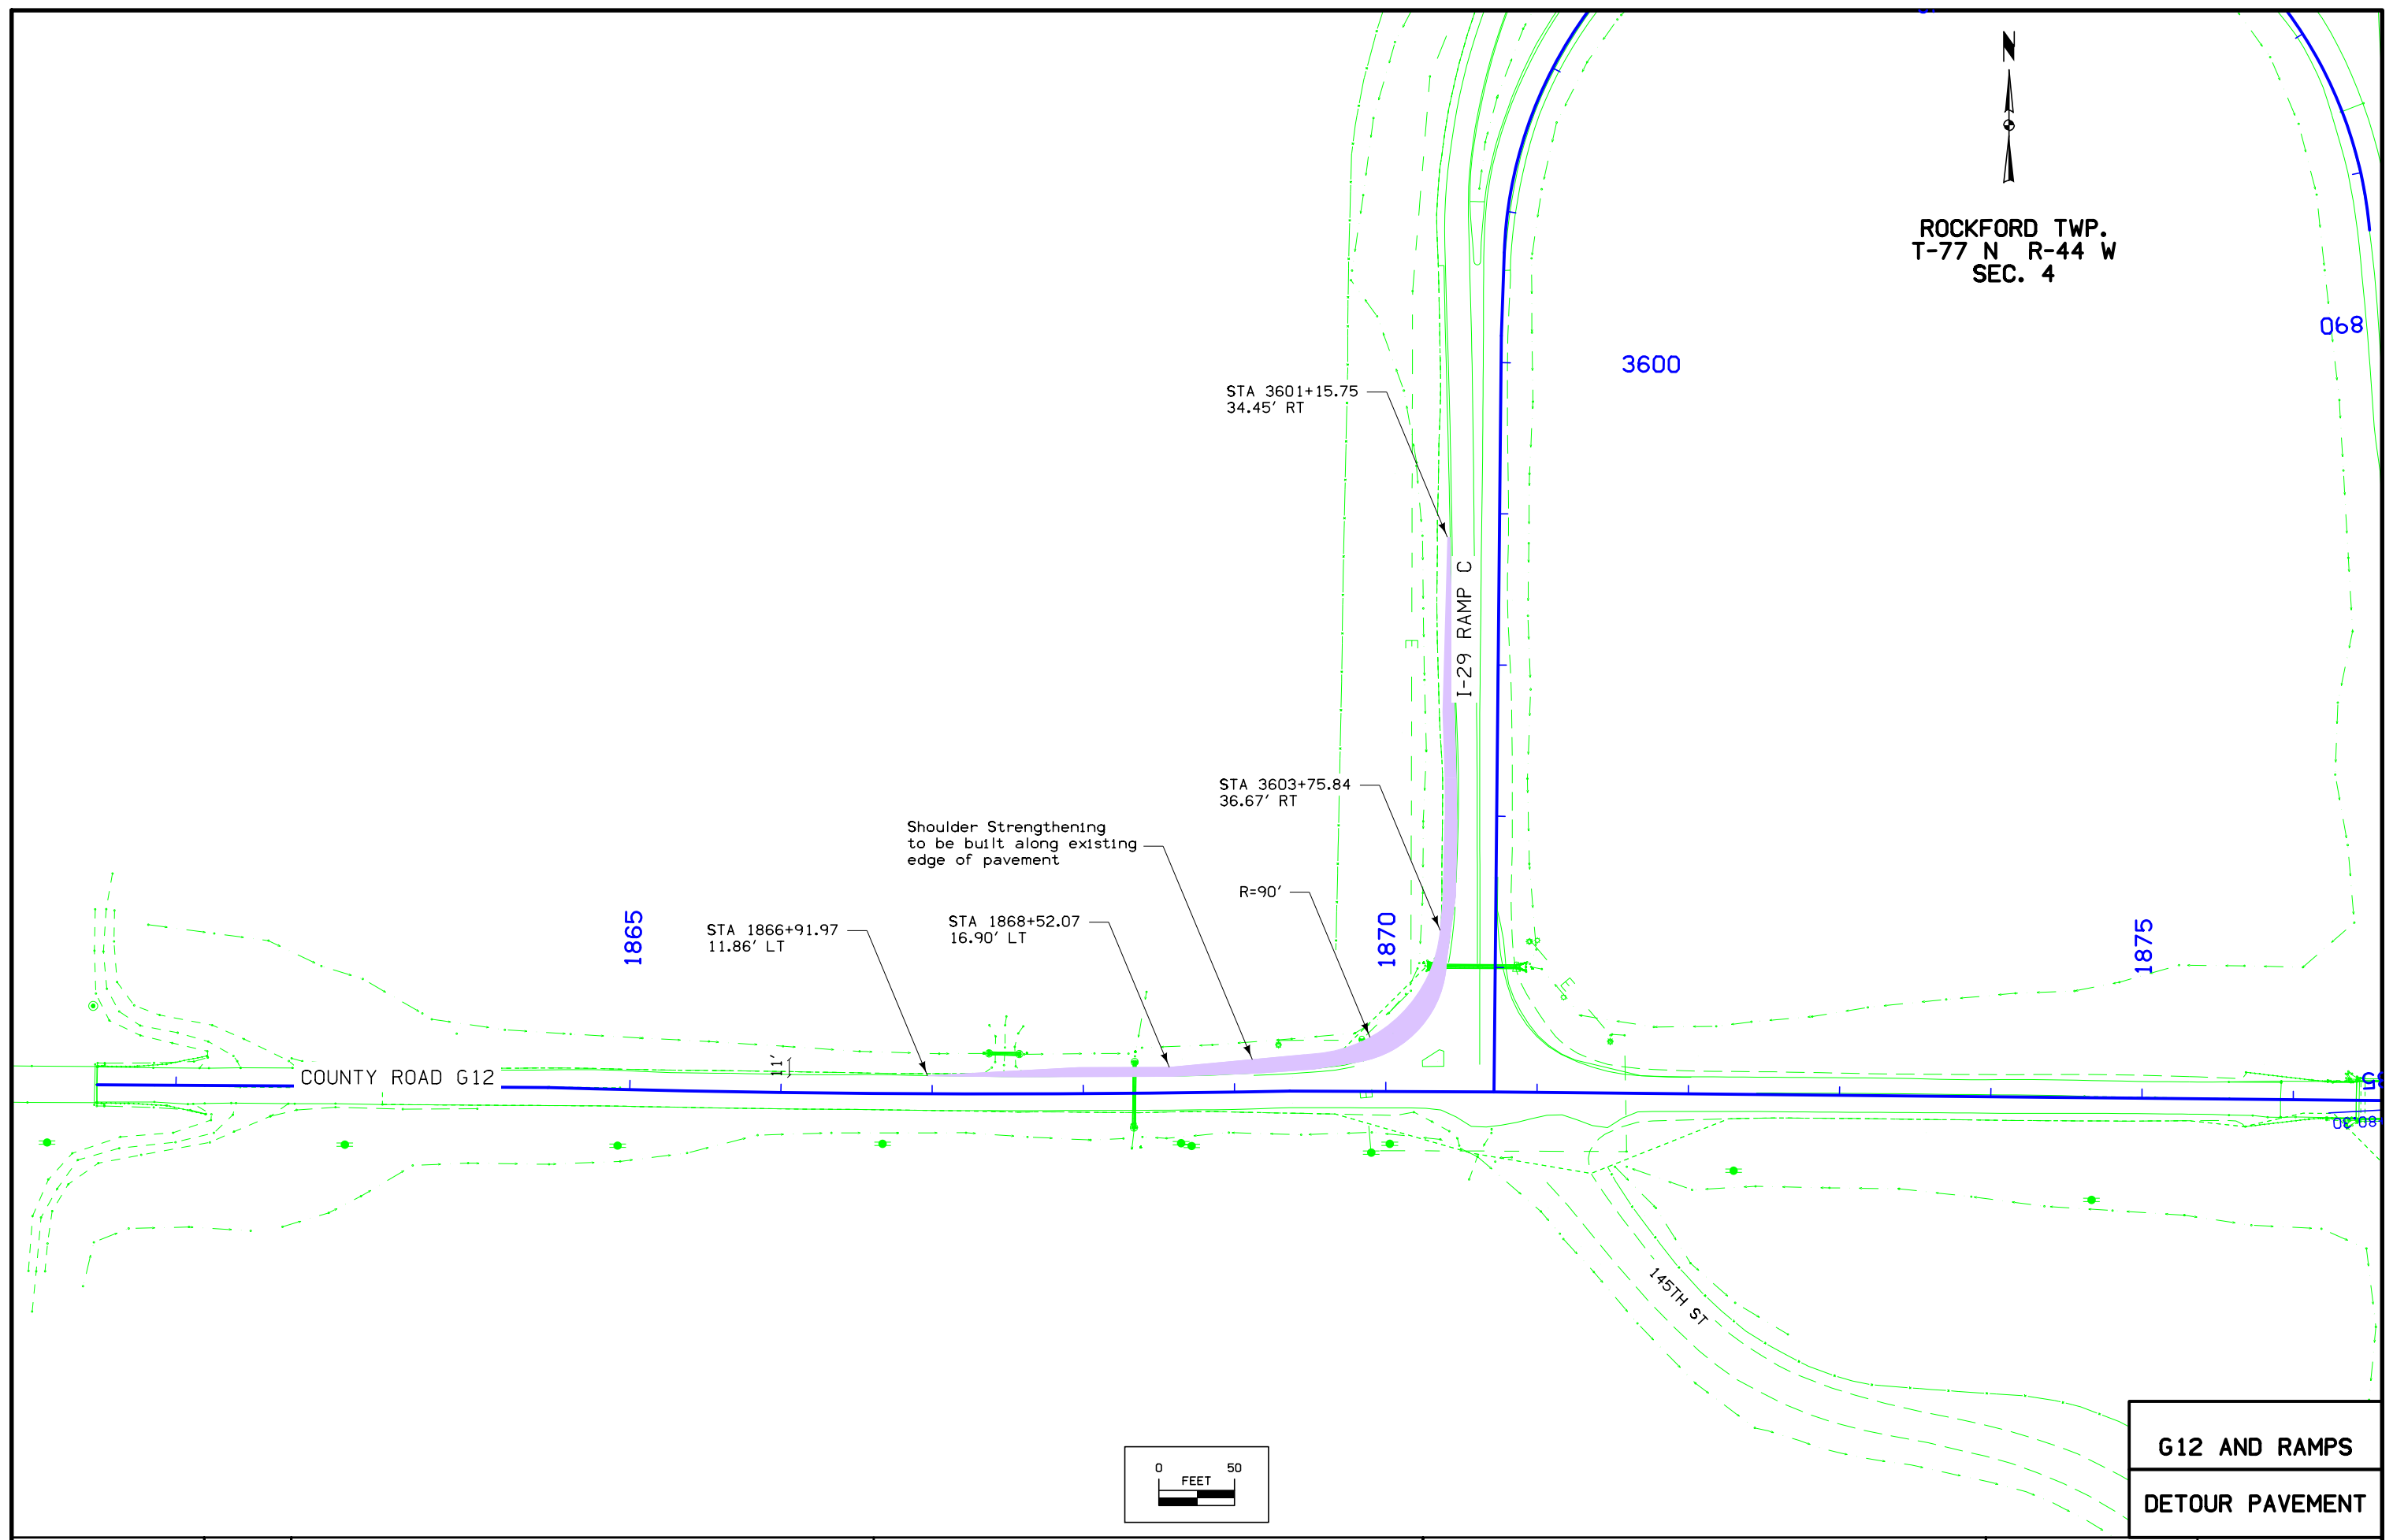 N
ROCKFORD TWP.
T-77 N R-44 W
SEC. 4
068
3600
STA 3601+15.75
34.45' RT
I-29 RAMP C
E
STA 3603+75.84
36.67' RT
Shoulder Strengthening
to be built along existing
edge of pavement
R=90'
STA 1866+91.97
11.86' LT
STA 1868+52.07
16.90' LT
1865
1870
1875
E
11'
COUNTY ROAD G12
E
145TH ST
0 50
FEET
G12 AND RAMPS
DETOUR PAVEMENT